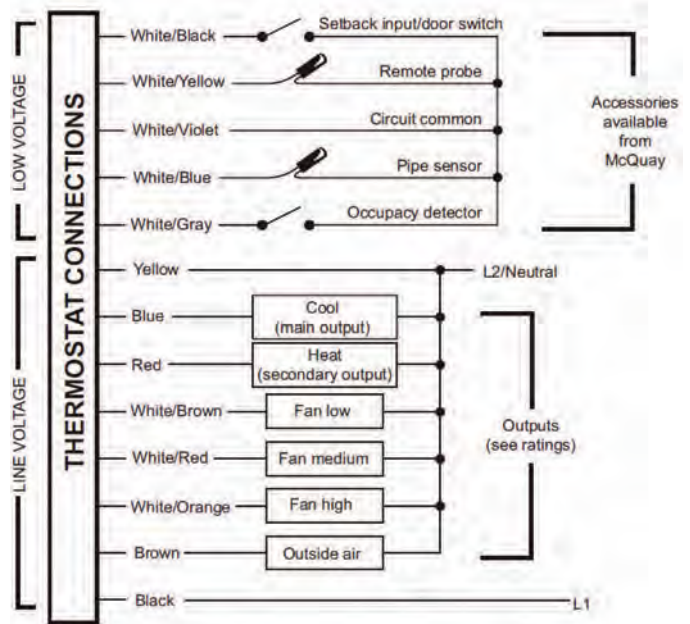 THERMOSTAT CONNECTIONS
LOW VOLTAGE
White/Black
Setback input/door switch
White/Yellow
Remote probe
White/Violet
Circuit common
White/Blue
Pipe sensor
White/Gray
Occupacy detector
Accessories
available
from
McQuay
LINE VOLTAGE
Yellow
L2/Neutral
Blue
Cool
(main output)
Red
Heat
(secondary output)
White/Brown
Fan low
White/Red
Fan medium
White/Orange
Fan high
Brown
Outside air
Outputs
(see ratings)
Black
L1